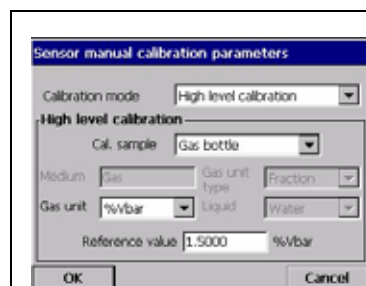 Sensor manual calibration parameters
Calibration mode High level calibration
High level calibration
Cal. sample Gas bottle
Medium Gas Gas unit type Fraction
Gas unit %Vbar Liquid Water
Reference value 1.5000 %Vbar
OK Cancel